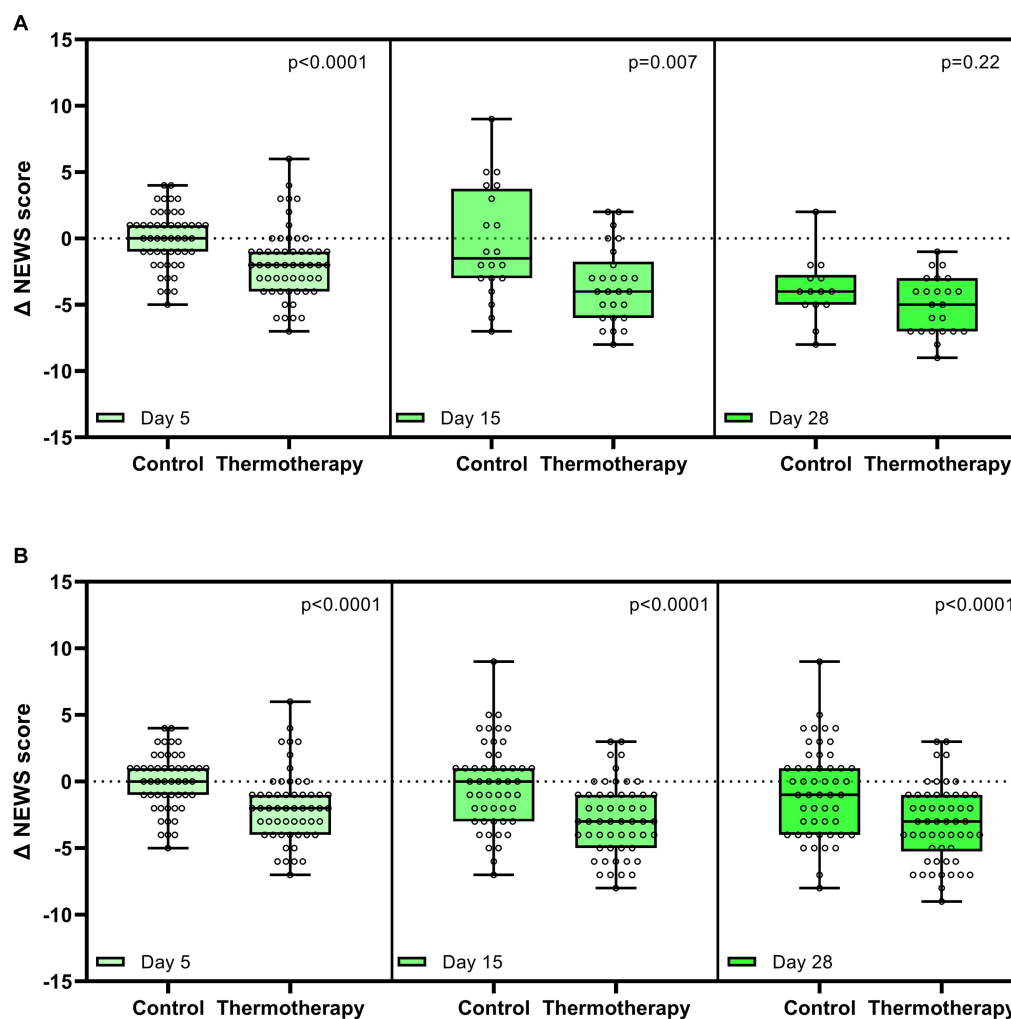 A
15
10
5
0
-5
-10
-15
Δ NEWS score
p<0.0001
p=0.007
p=0.22
Day 5
Day 15
Day 28
Control Thermotherapy
Control Thermotherapy
Control Thermotherapy
B
15
10
5
0
-5
-10
-15
Δ NEWS score
p<0.0001
p<0.0001
p<0.0001
Day 5
Day 15
Day 28
Control Thermotherapy
Control Thermotherapy
Control Thermotherapy